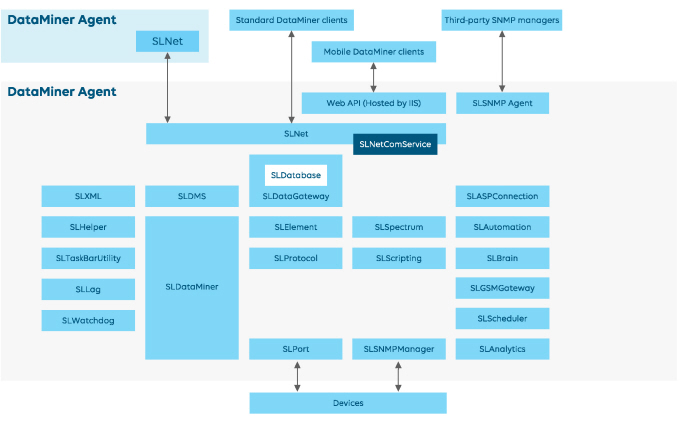 DataMiner Agent
SLNet
Standard DataMiner clients
Mobile DataMiner clients
Third-party SNMP managers
DataMiner Agent
Web API (Hosted by IIS)
SLSNMP Agent
SLNet
SLNetComService
SLDatabase
SLDataGateway
SLXML
SLDMS
SLASPConnection
SLHelper
SLElement
SLSpectrum
SLAutomation
SLTaskBarUtility
SLProtocol
SLScripting
SLBrain
SLDataMiner
SLLag
SLGSMGateway
SLWatchdog
SLScheduler
SLPort
SLSNMPManager
SLAnalytics
Devices